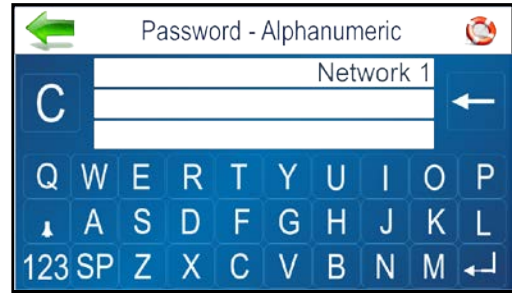 Password - Alphanumeric
Network 1
C
Q W E R T Y U I O P
A S D F G H J K L
123 SP Z X C V B N M